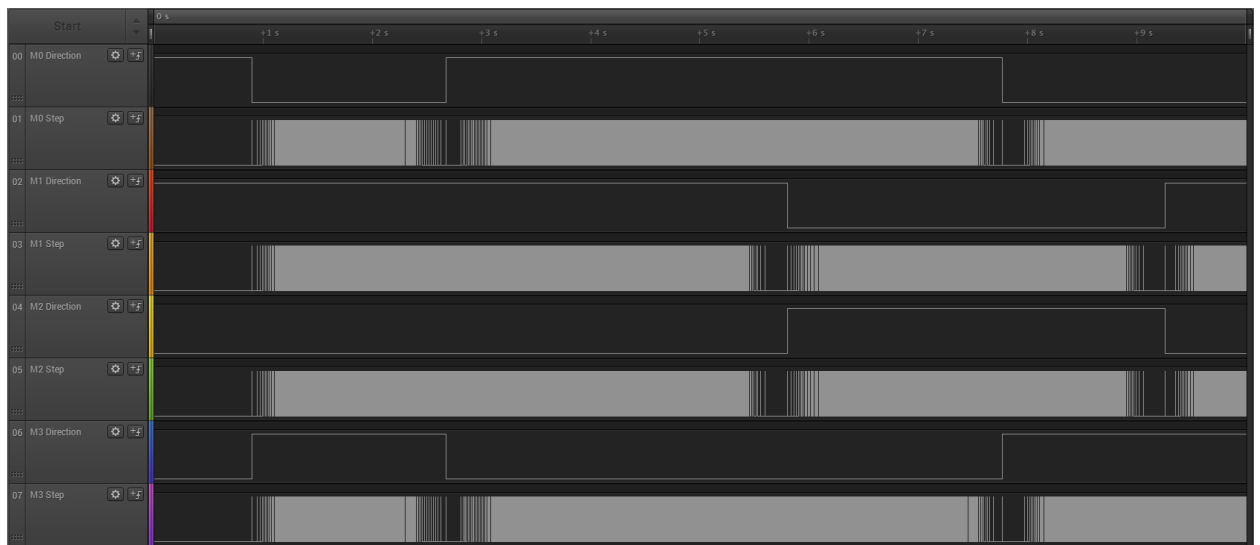 Start
0 s
+1 s +2 s +3 s +4 s +5 s +6 s +7 s +8 s +9 s
00 M0 Direction
01 M0 Step
02 M1 Direction
03 M1 Step
04 M2 Direction
05 M2 Step
06 M3 Direction
07 M3 Step